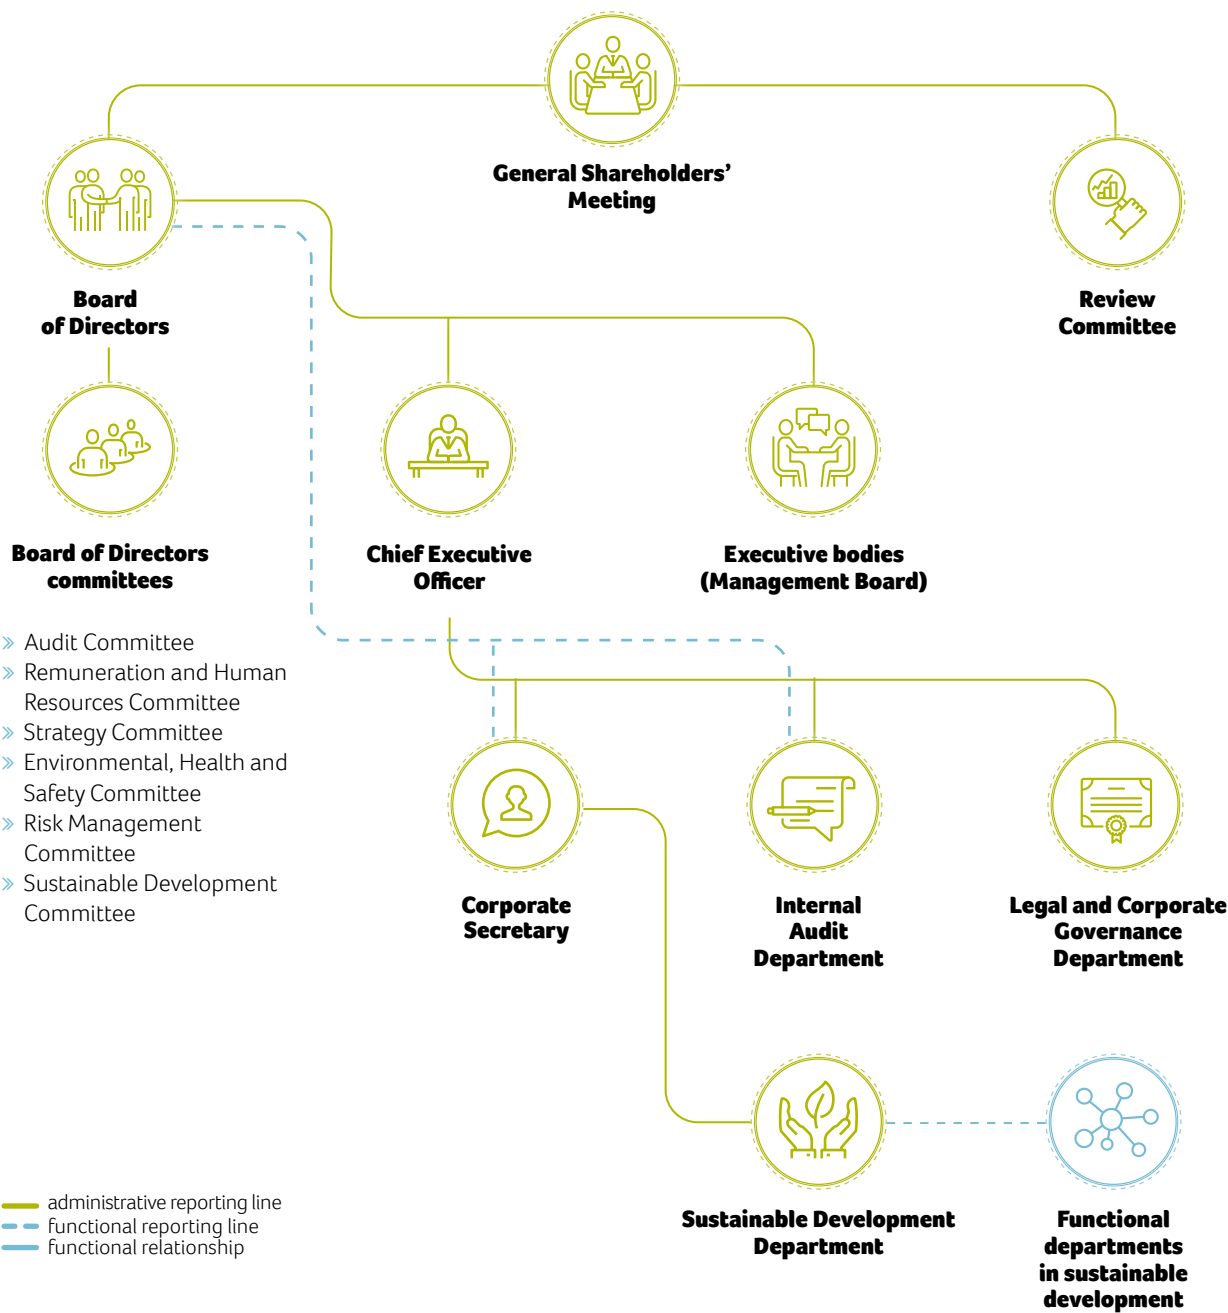 General Shareholders’
Meeting
Board
of Directors
Review
Committee
Board of Directors
committees
Chief Executive
Officer
Executive bodies
(Management Board)
» Audit Committee
» Remuneration and Human
Resources Committee
» Strategy Committee
» Environmental, Health and
Safety Committee
» Risk Management
Committee
» Sustainable Development
Committee
Corporate
Secretary
Internal
Audit
Department
Legal and Corporate
Governance
Department
Sustainable Development
Department
Functional
departments
in sustainable
development
administrative reporting line
functional reporting line
functional relationship